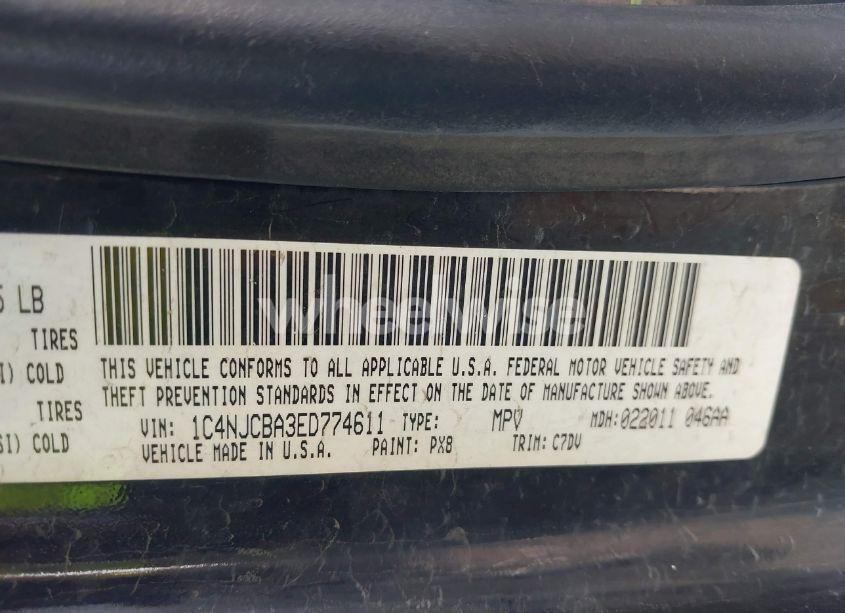 5 LB
TIRES
I) COLD
TIRES
SI) COLD
wheelwise
THIS VEHICLE CONFORMS TO ALL APPLICABLE U.S.A. FEDERAL MOTOR VEHICLE SAFETY AND
THEFT PREVENTION STANDARDS IN EFFECT ON THE DATE OF MANUFACTURE SHOWN ABOVE.
VIN: 1C4NJCBA3ED774611 TYPE: MPV MDH:022011 046AA
VEHICLE MADE IN U.S.A. PAINT: PX8 TRIM: C7DV